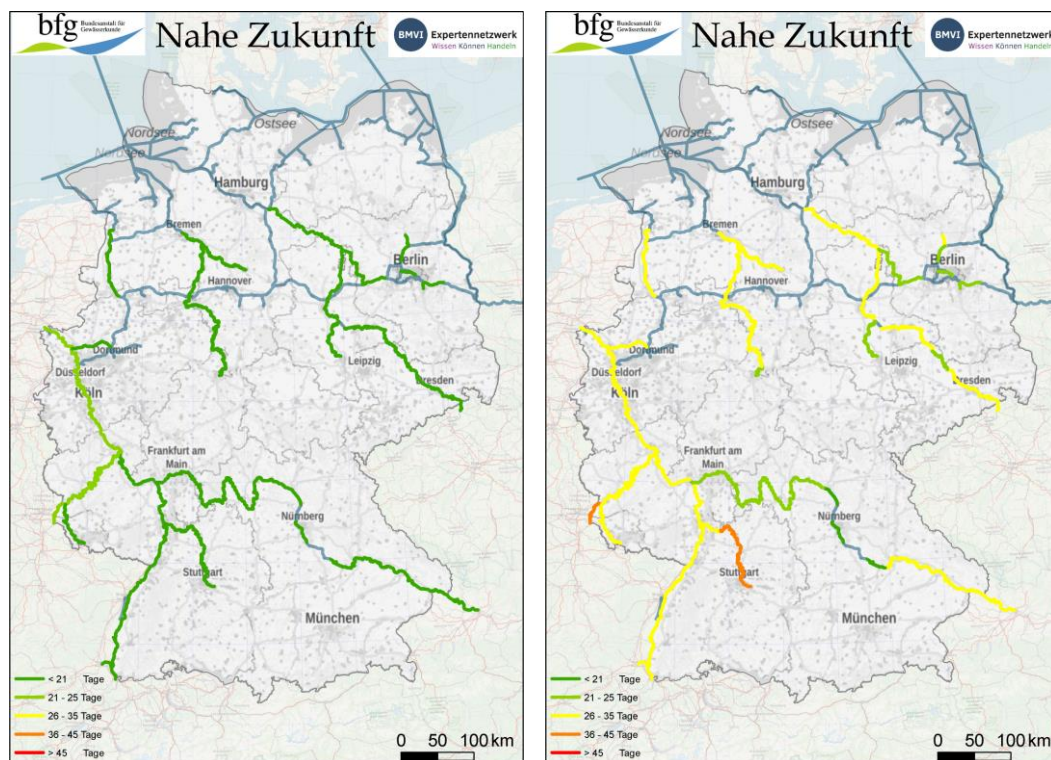 bfg
Bundesanstalt für
Gewässerkunde
Nahe Zukunft
BMVI
Expertennetzwerk
Wissen Können Handeln
Nordsee
Nordsee
Ostsee
Hamburg
Bremen
Berlin
Hannover
Dortmund
Düsseldorf
Köln
Leipzig
Dresden
Frankfurt am
Main
Nürnberg
Stuttgart
München
< 21 Tage
21 - 25 Tage
26 - 35 Tage
36 - 45 Tage
> 45 Tage
0 50 100 km
bfg
Bundesanstalt für
Gewässerkunde
Nahe Zukunft
BMVI
Expertennetzwerk
Wissen Können Handeln
Nordsee
Nordsee
Ostsee
Hamburg
Bremen
Berlin
Hannover
Dortmund
Düsseldorf
Köln
Leipzig
Dresden
Frankfurt am
Main
Nürnberg
Stuttgart
München
< 21 Tage
21 - 25 Tage
26 - 35 Tage
36 - 45 Tage
> 45 Tage
0 50 100 km